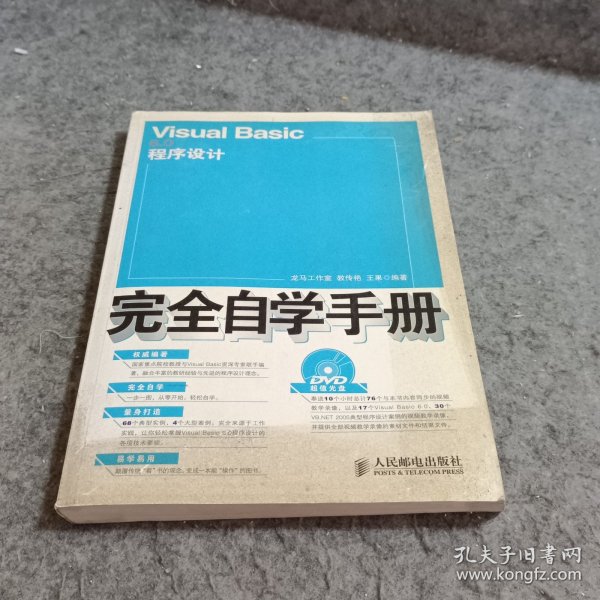 Visual Basic
6.0
程序设计
龙马工作室 教传艳 王果 编著
完全自学手册
权威编著
国家重点院校教授与Visual Basic资深专家联手编
著，融合丰富的教研经验与先进的程序设计理念。
完全自学
一步一图，从零开始，轻松自学。
量身打造
68个典型实例，4个大型案例，完全来源于工作
实践，让你轻松掌握Visual Basic 6.0程序设计的
各项技术要领。
易学易用
颠覆传统“看”书的观念，变成一本能“操作”的图书。
DVD
超值光盘
奉送10个小时总计76个与本书内容同步的视频
教学录像，以及17个Visual Basic 6.0、30个
VB.NET 2005典型程序设计案例的视频教学录像，
并提供全部视频教学录像的素材文件和结果文件。
人民邮电出版社
POSTS & TELECOM PRESS
孔夫子旧书网
www.kongfz.com